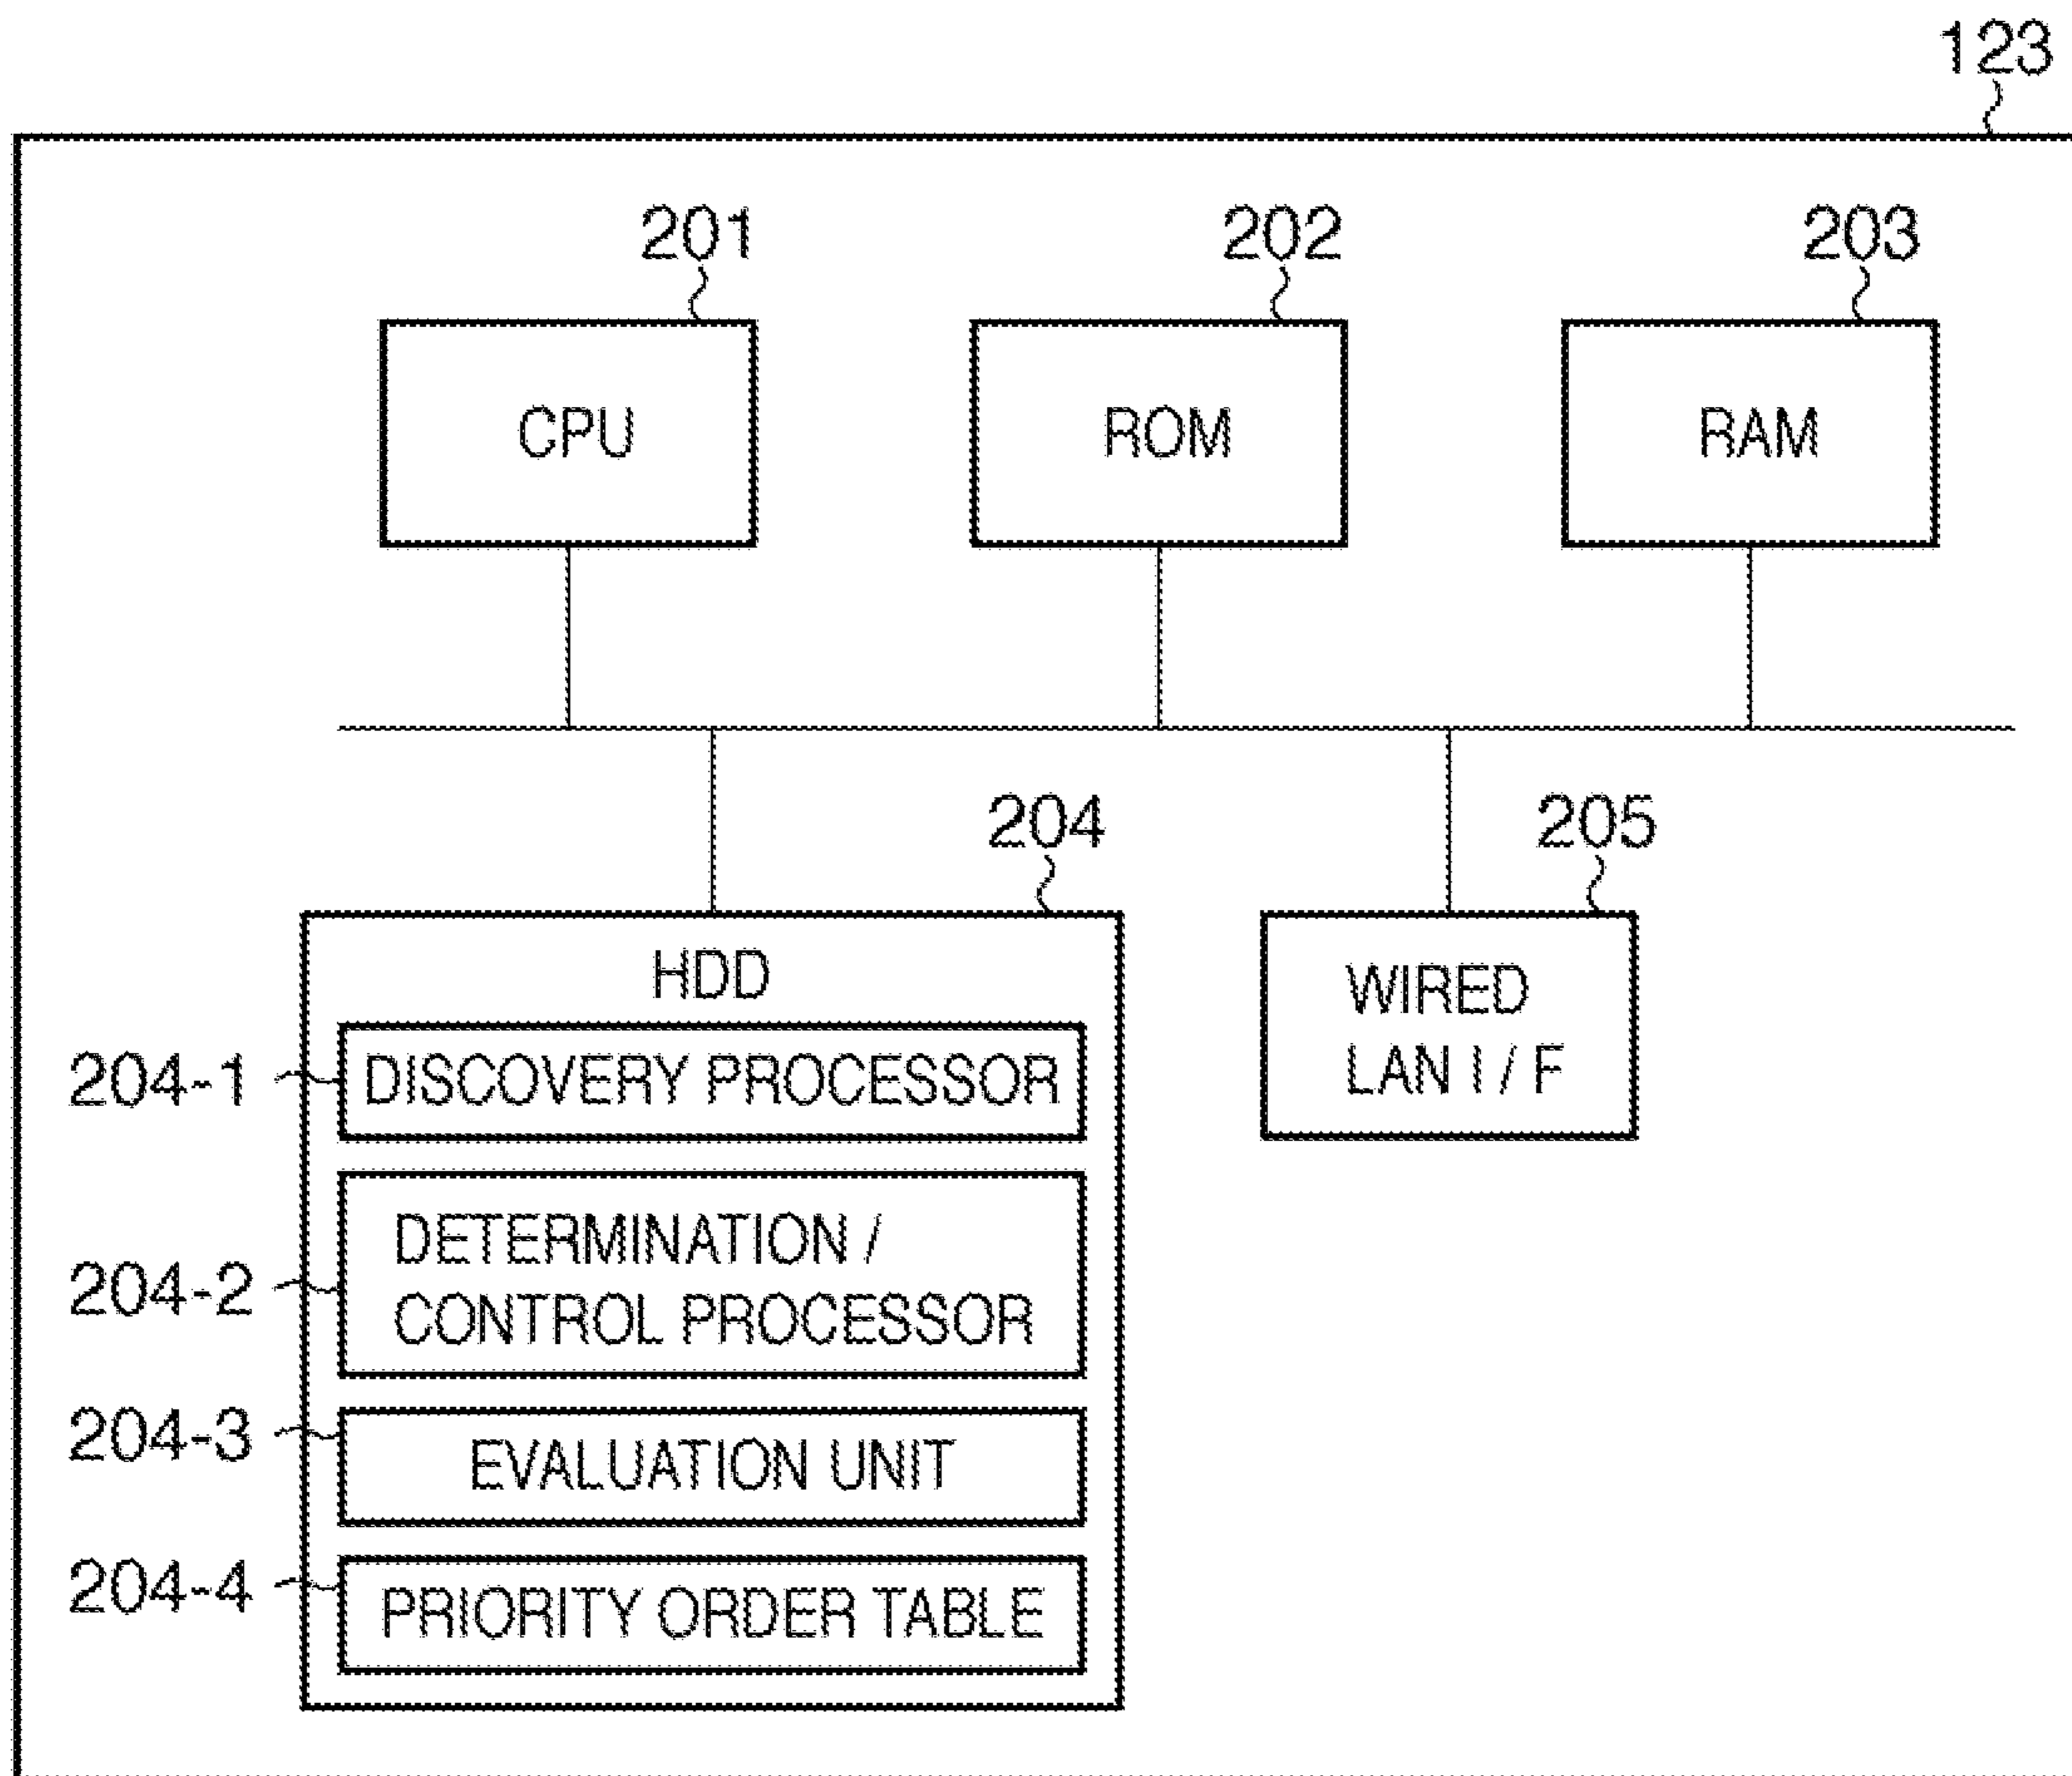 123
201
202
203
CPU
ROM
RAM
204
205
HDD
WIRED
LAN I / F
204-1
DISCOVERY PROCESSOR
204-2
DETERMINATION /
CONTROL PROCESSOR
204-3
EVALUATION UNIT
204-4
PRIORITY ORDER TABLE